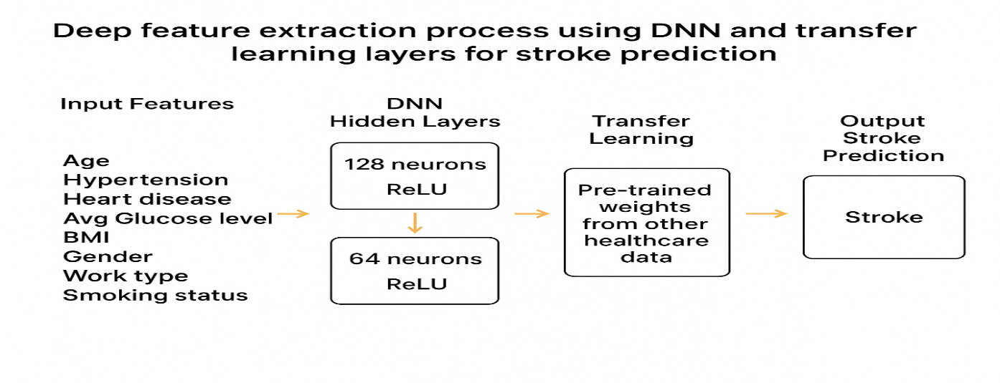 Deep feature extraction process using DNN and transfer
learning layers for stroke prediction
Input Features
Age
Hypertension
Heart disease
Avg Glucose level
BMI
Gender
Work type
Smoking status
DNN
Hidden Layers
128 neurons
ReLU
64 neurons
ReLU
Transfer
Learning
Pre-trained
weights
from other
healthcare
data
Output
Stroke
Prediction
Stroke